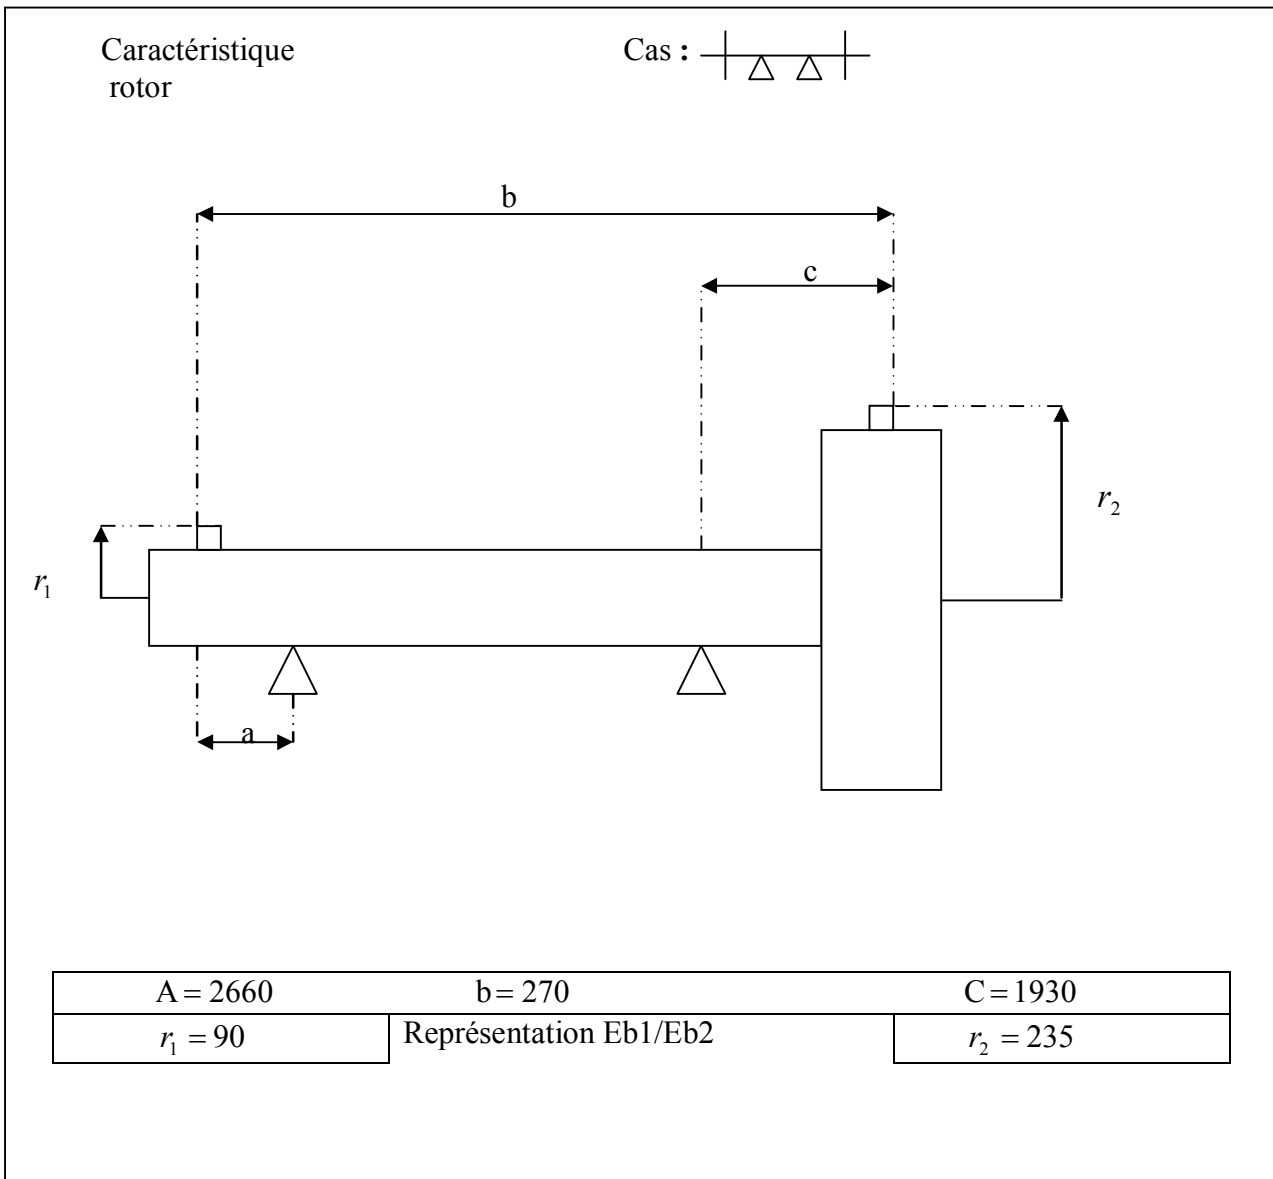 Caractéristique
rotor
Cas :
b
c
r₂
r₁
a
A = 2660 b = 270 C = 1930
r₁ = 90 Représentation Eb1/Eb2 r₂ = 235